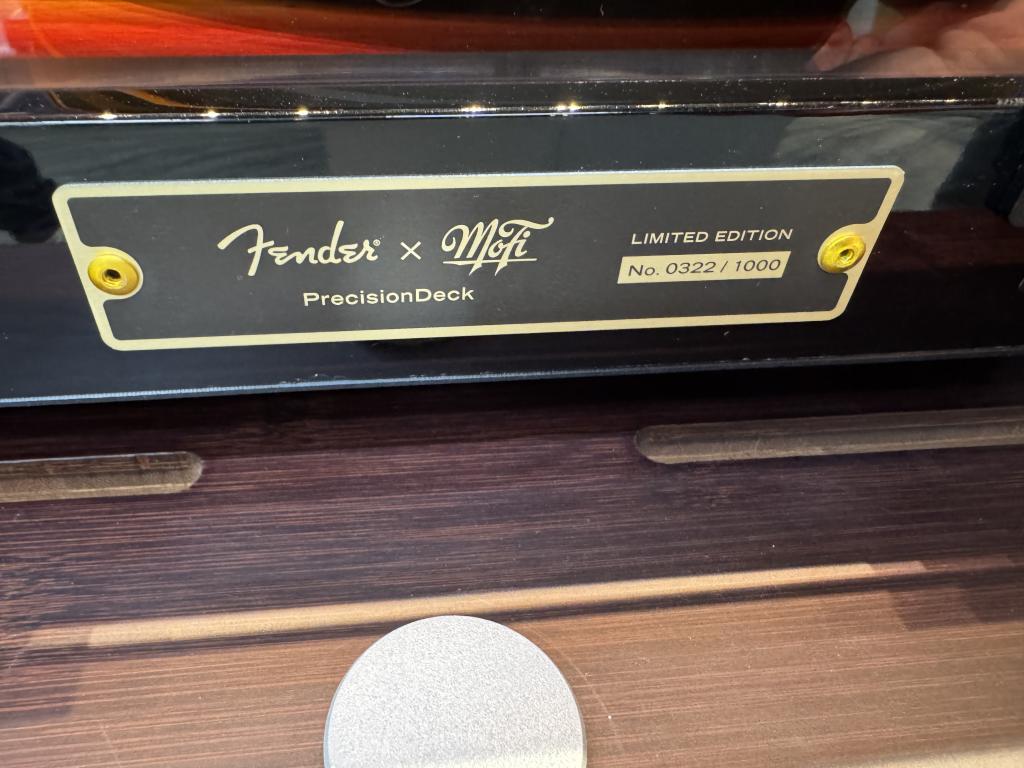 Fender® × MoFi
PrecisionDeck
LIMITED EDITION
No. 0322 / 1000